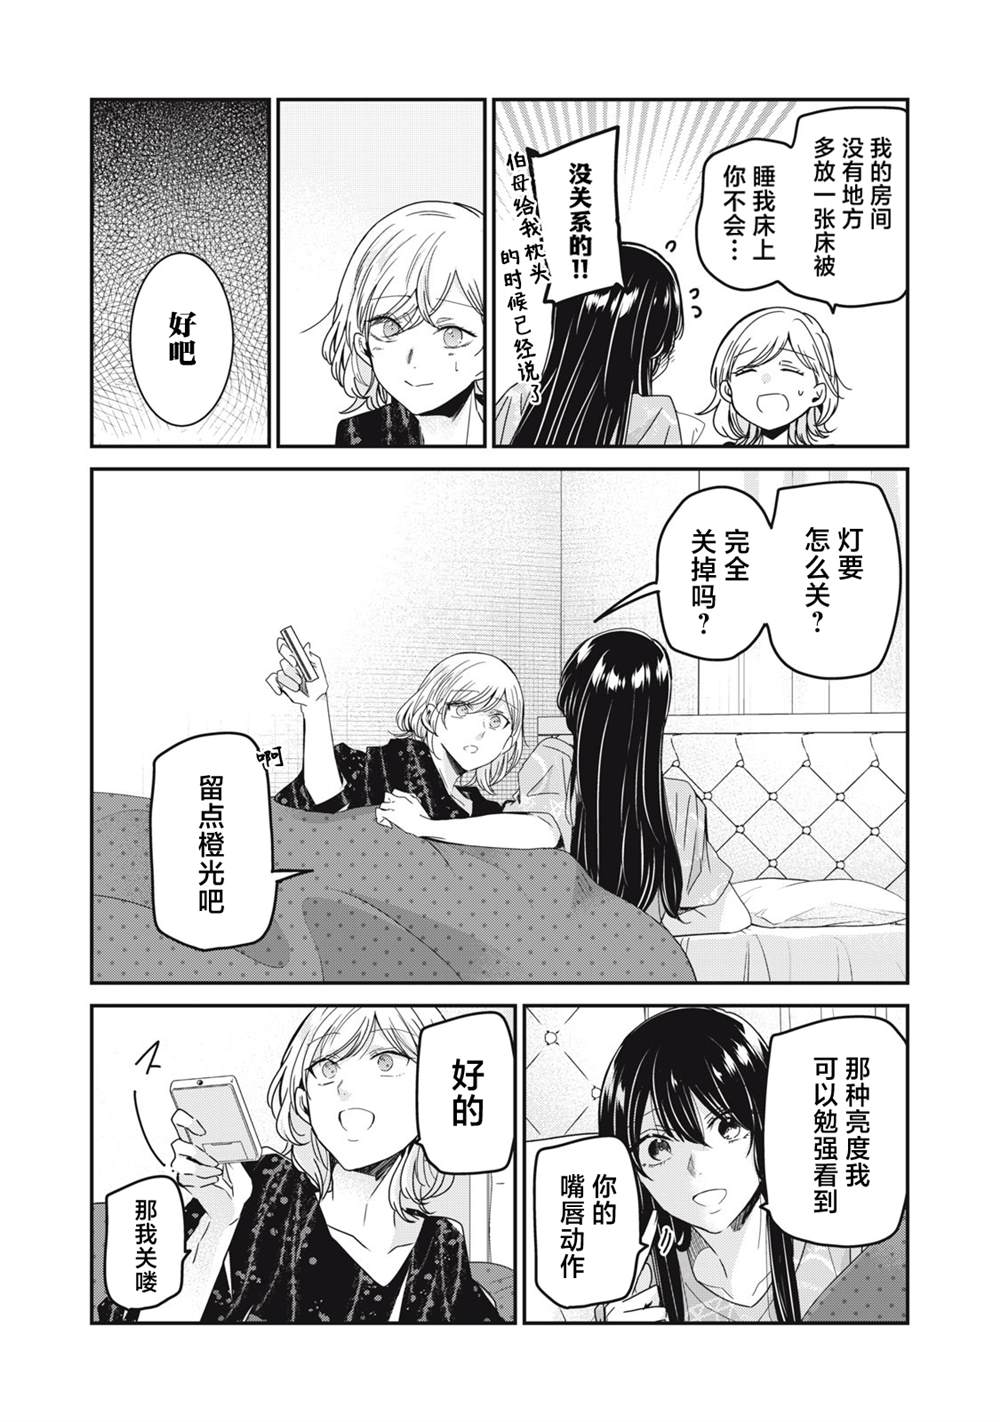 我的房间
没有地方
多放一张床被
睡我床上
你不会…
没关系的!!
伯母给我枕头
的时候已经说了
好吧
灯要
怎么关?
完全
关掉吗?
啊
留点橙光吧
那种亮度我
可以勉强看到
你的
嘴唇动作
好的
那我关喽